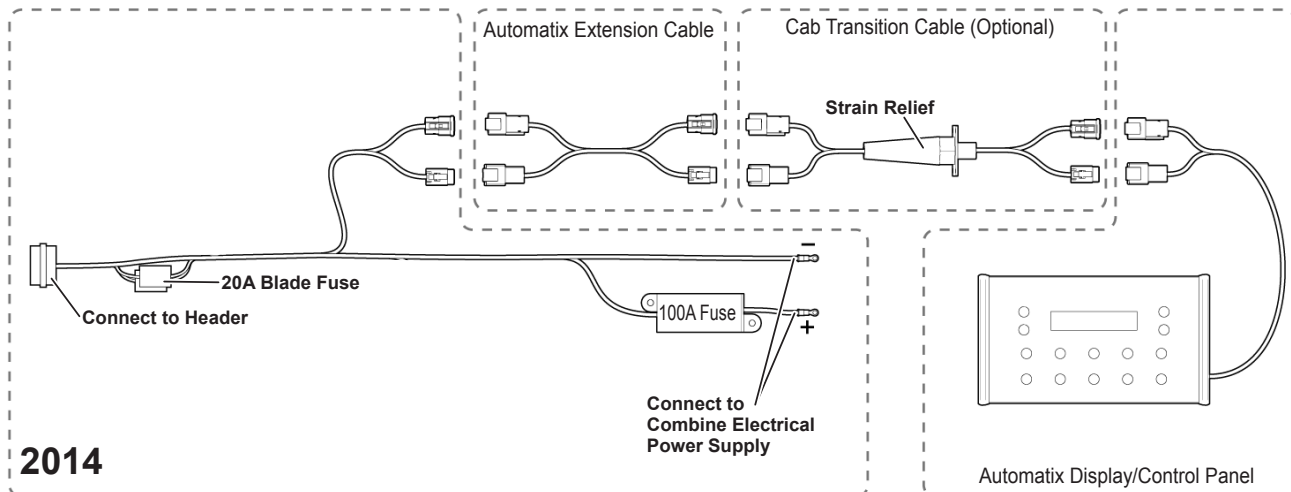 Automatix Extension Cable
Cab Transition Cable (Optional)
Strain Relief
20A Blade Fuse
Connect to Header
−
100A Fuse
+
Connect to
Combine Electrical
Power Supply
2014
Automatix Display/Control Panel